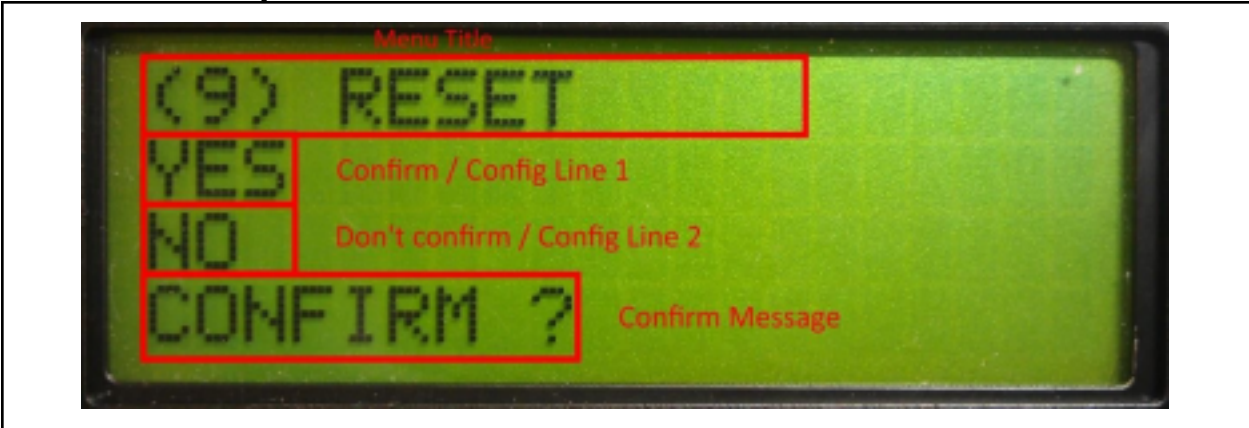 Menu Title
(9) RESET
YES Confirm / Config Line 1
NO Don't confirm / Config Line 2
CONFIRM ? Confirm Message